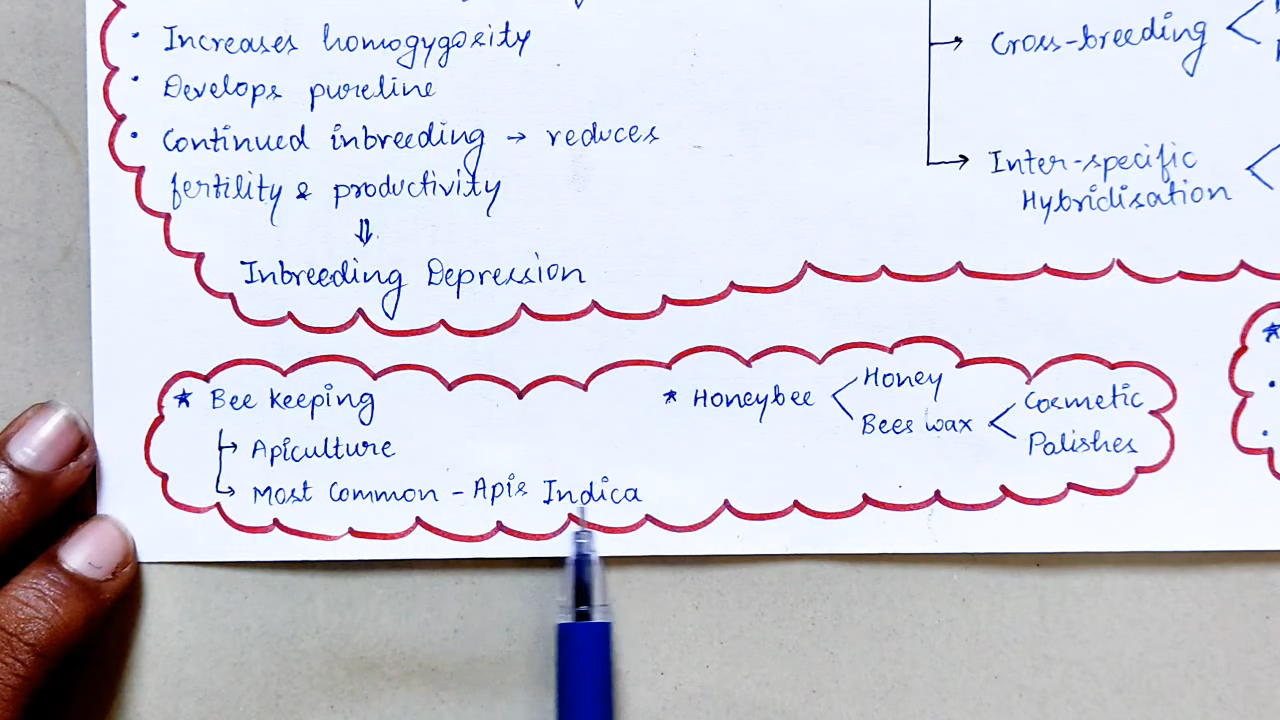 • Increases homogygosity
• Develops pureline
• Continued inbreeding → reduces
fertility & productivity
⇓
Inbreeding Depression
Cross-breeding
Inter-specific
Hybridisation
★ Bee keeping
→ Apiculture
→ Most Common - Apis Indica
* Honeybee
Honey
Bees wax
Cosmetic
Polishes